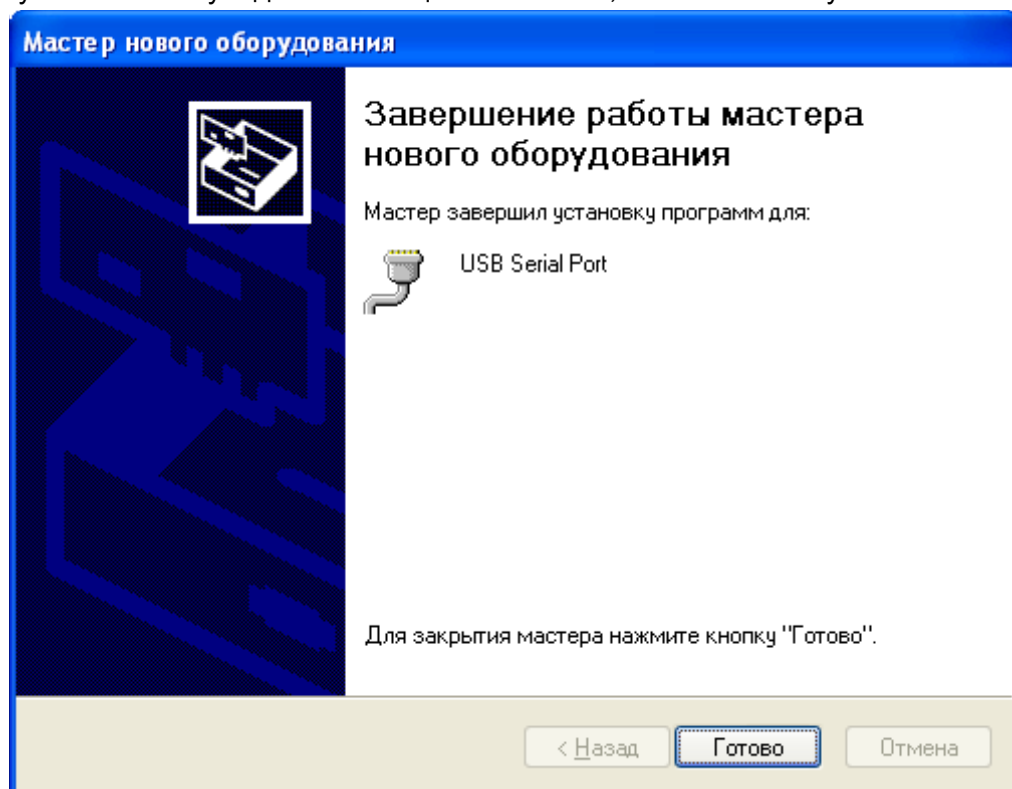 Мастер нового оборудования
Завершение работы мастера
нового оборудования
Мастер завершил установку программ для:
USB Serial Port
Для закрытия мастера нажмите кнопку "Готово".
< Назад
Готово
Отмена